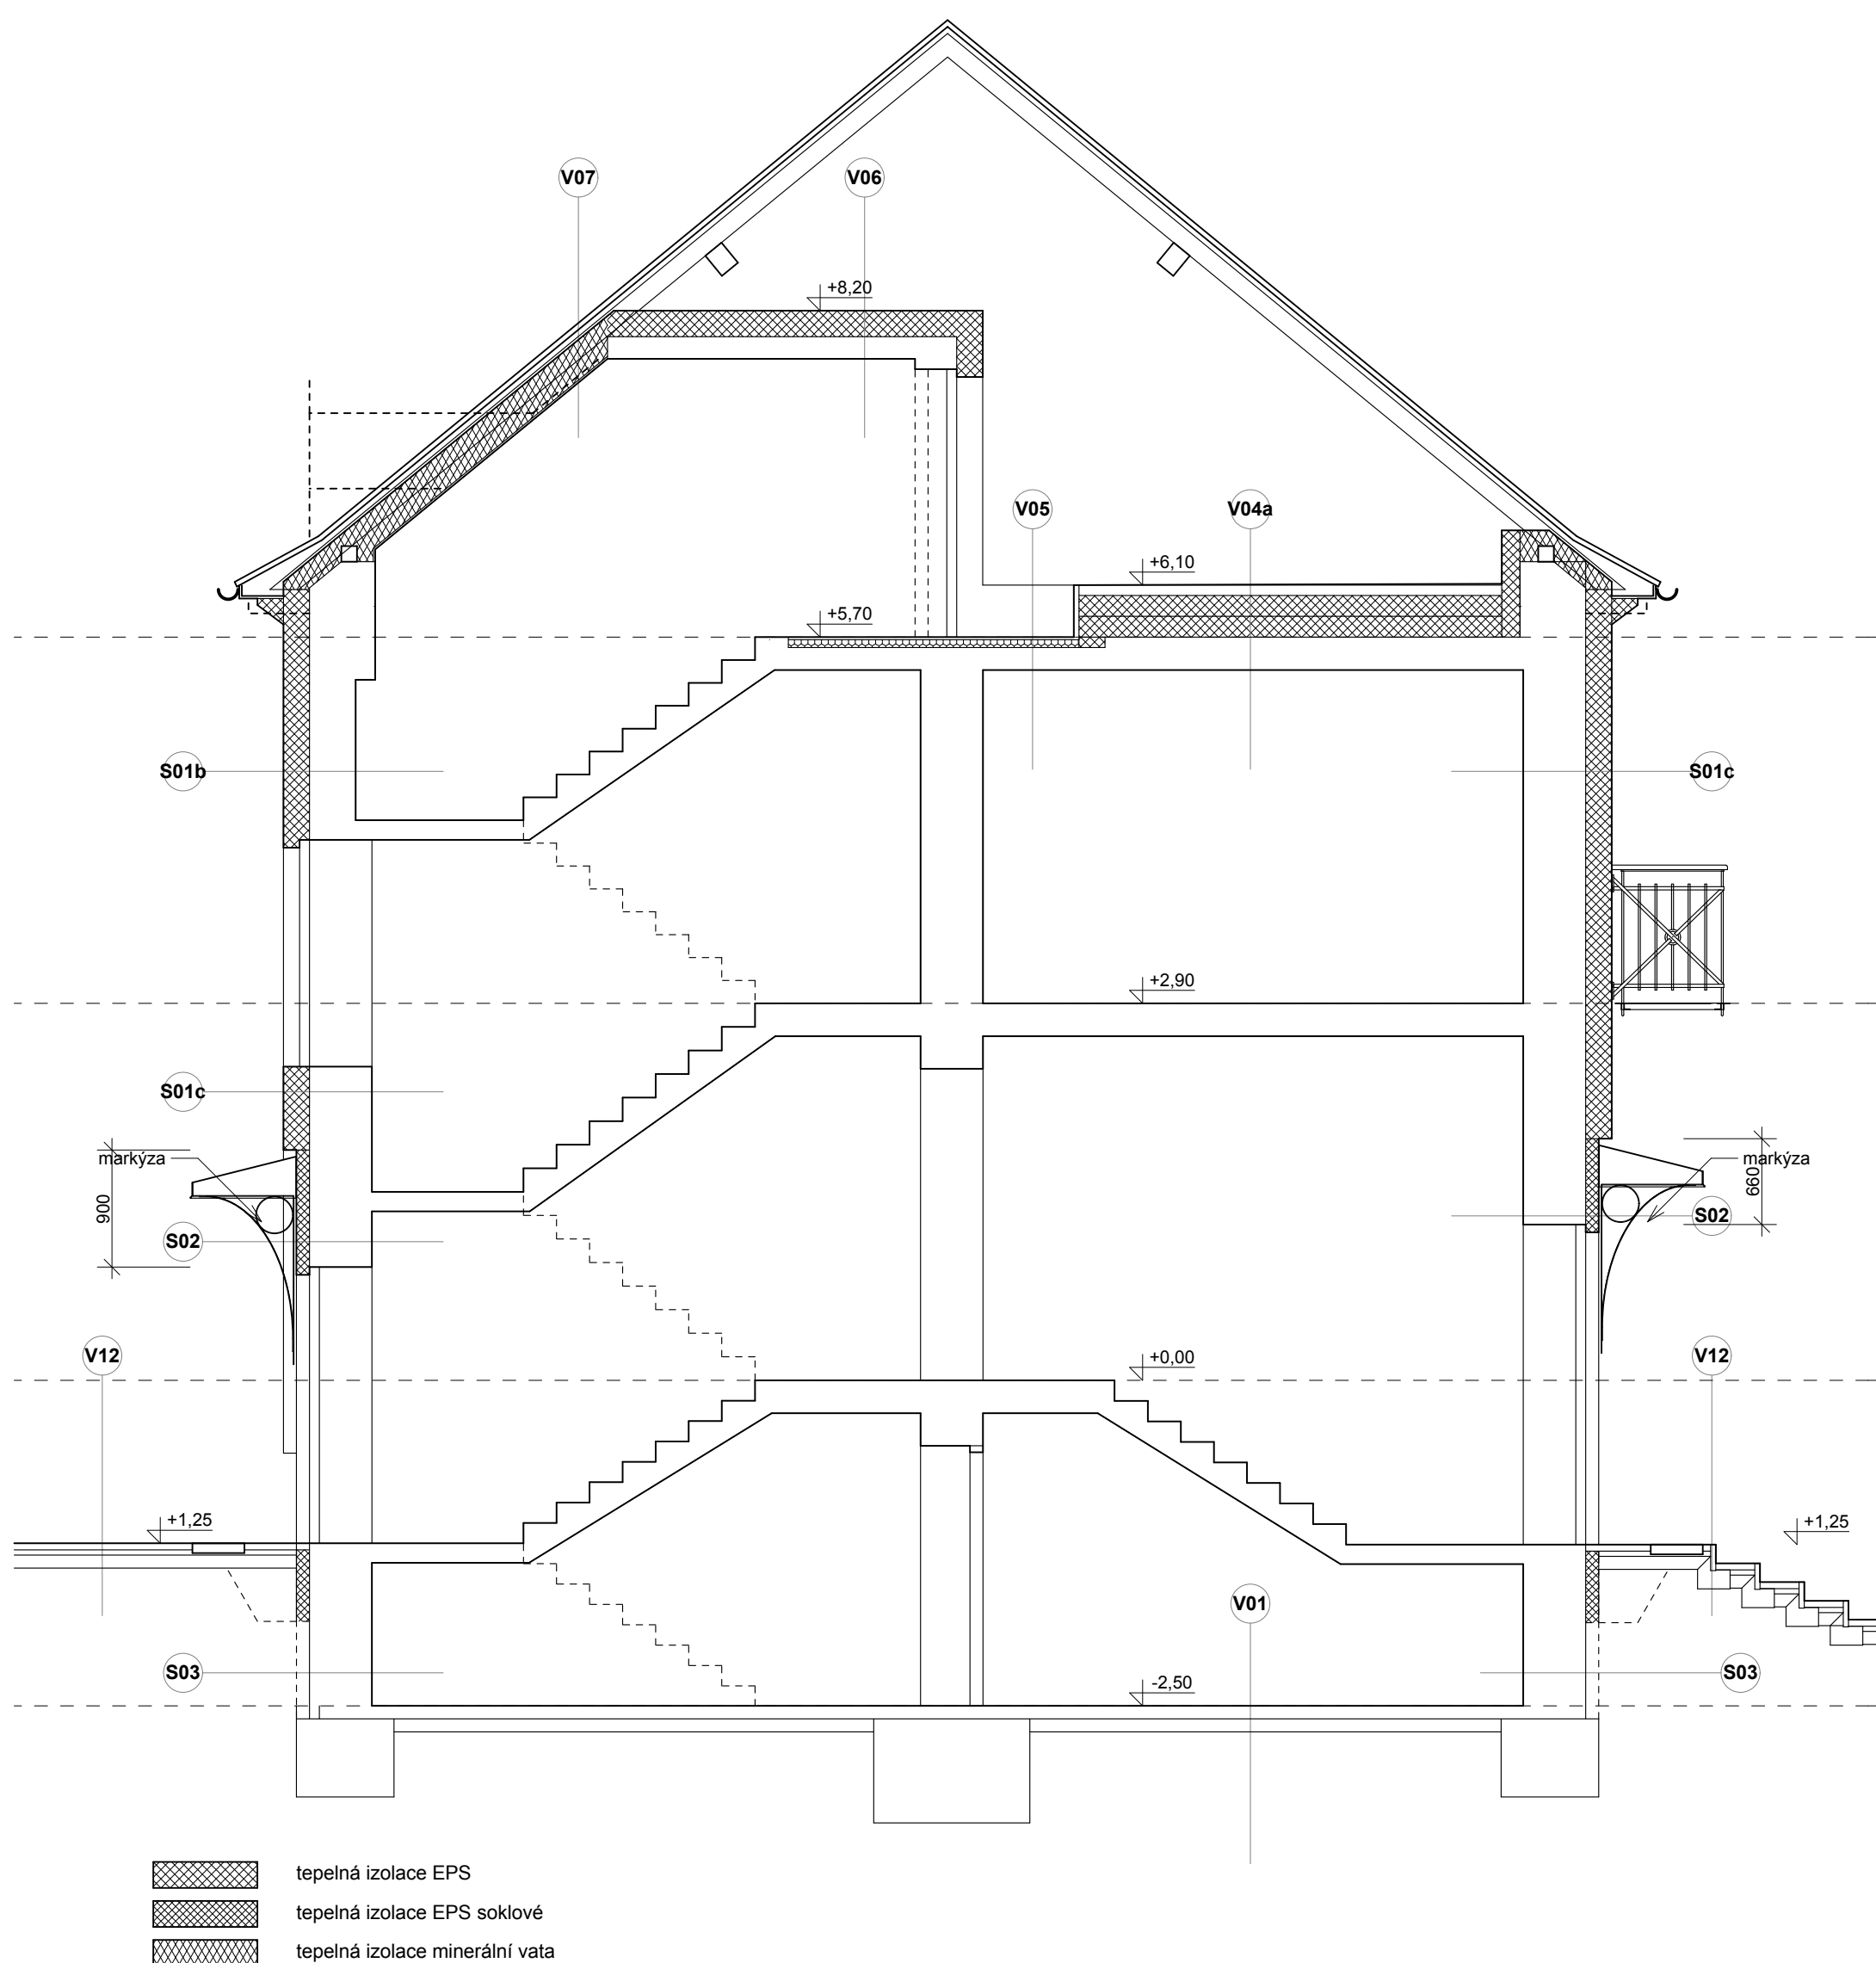 V07
V06
+8,20
V05
V04a
+6,10
+5,70
S01b
S01c
+2,90
S01c
markýza
markýza
900
660
S02
S02
V12
+0,00
V12
+1,25
+1,25
V01
S03
-2,50
S03
tepelná izolace EPS
tepelná izolace EPS soklové
tepelná izolace minerální vata